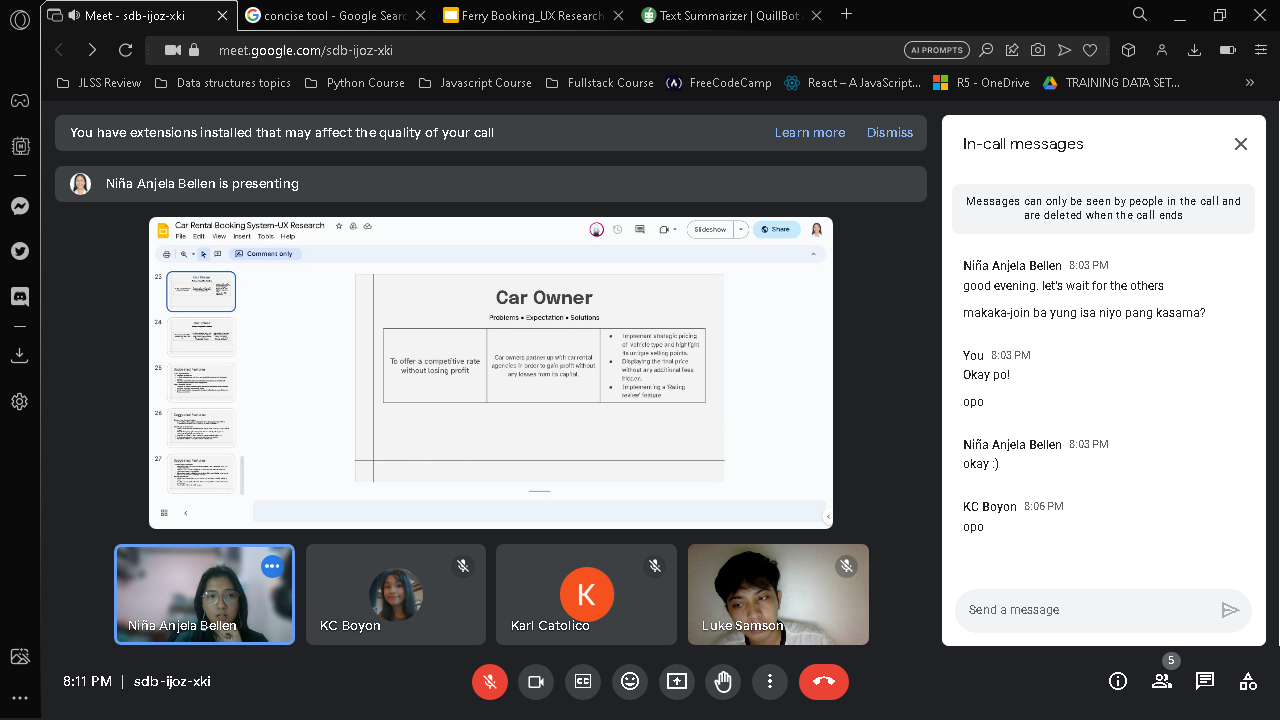 Meet - sdb-ijoz-xki
concise tool - Google searc
Ferry Booking_UX Research
Text Summarizer | QuillBot
meet.google.com/sdb-ijoz-xki
AI PROMPTS
JLSS Review
Data structures topics
Python Course
Javascript Course
Fullstack Course
FreeCodeCamp
React – A JavaScript...
R5 - OneDrive
TRAINING DATA SET...
You have extensions installed that may affect the quality of your call
Learn more
Dismiss
Niña Anjela Bellen is presenting
Car Rental Booking System-UX Research
File Edit View Insert Tools Help
Slideshow
Share
Comment only
23
24
25
26
27
Car Owner
Problems • Expectation • Solutions
To offer a competitive rate
without losing profit
Car owners partner up with car rental
agencies in order to gain profit without
any losses from its capital.
Implement strategic pricing
of vehicle type and highlight
its unique selling points.
Displaying the final price
without any additional fees
hidden.
Implementing a 'Rating
review' feature
Niña Anjela Bellen
KC Boyon
K
Karl Catolico
Luke Samson
8:11 PM | sdb-ijoz-xki
In-call messages
Messages can only be seen by people in the call and
are deleted when the call ends
Niña Anjela Bellen 8:03 PM
good evening. let's wait for the others
makaka-join ba yung isa niyo pang kasama?
You 8:03 PM
Okay po!
opo
Niña Anjela Bellen 8:03 PM
okay :)
KC Boyon 8:06 PM
opo
Send a message
5